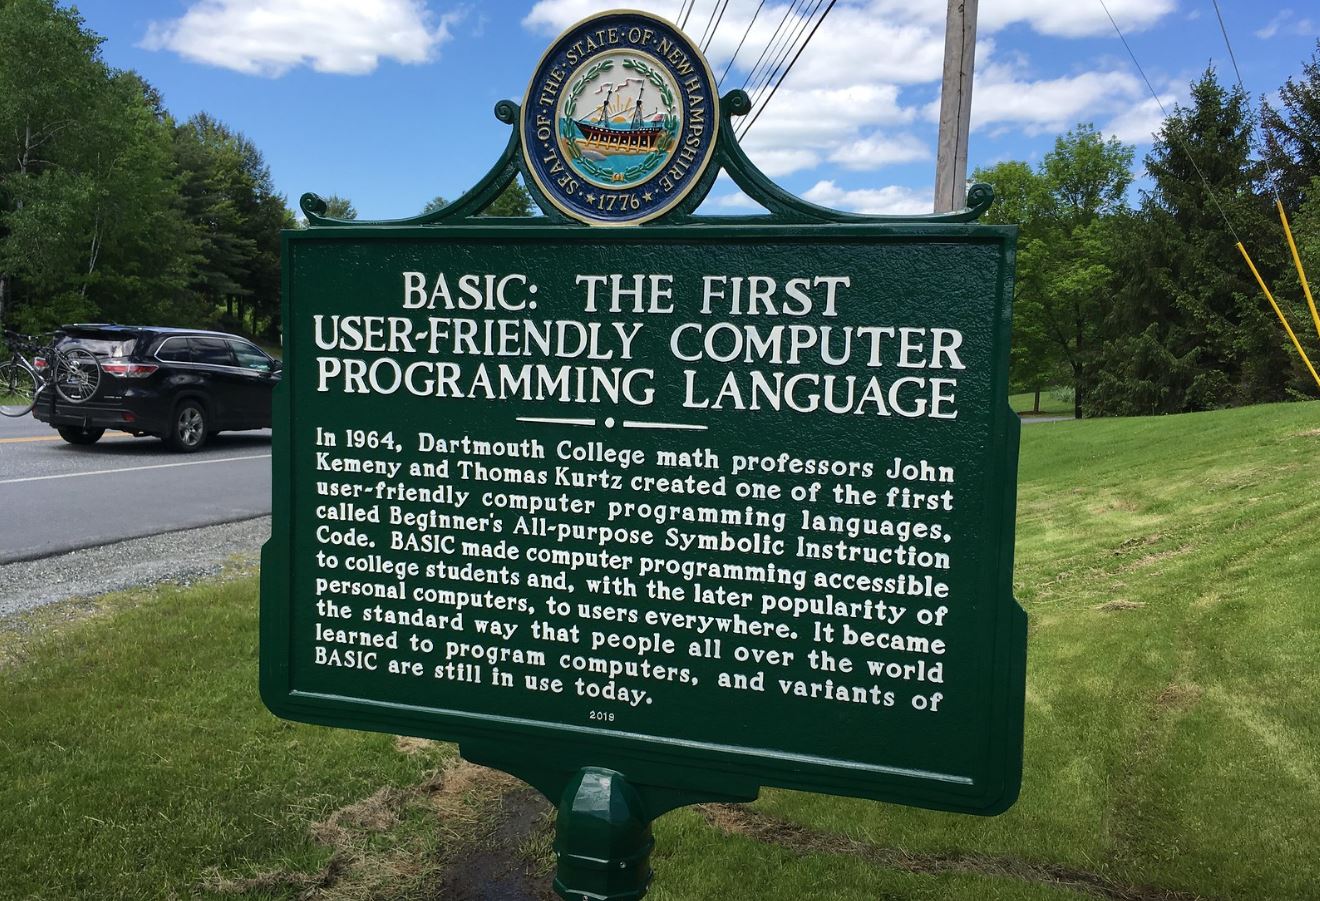 SEAL·OF·THE·STATE·OF·NEW HAMPSHIRE·
★1776★
BASIC: THE FIRST
USER-FRIENDLY COMPUTER
PROGRAMMING LANGUAGE
In 1964, Dartmouth College math professors John
Kemeny and Thomas Kurtz created one of the first
user-friendly computer programming languages,
called Beginner's All-purpose Symbolic Instruction
Code. BASIC made computer programming accessible
to college students and, with the later popularity of
personal computers, to users everywhere. It became
the standard way that people all over the world
learned to program computers, and variants of
BASIC are still in use today.
2019